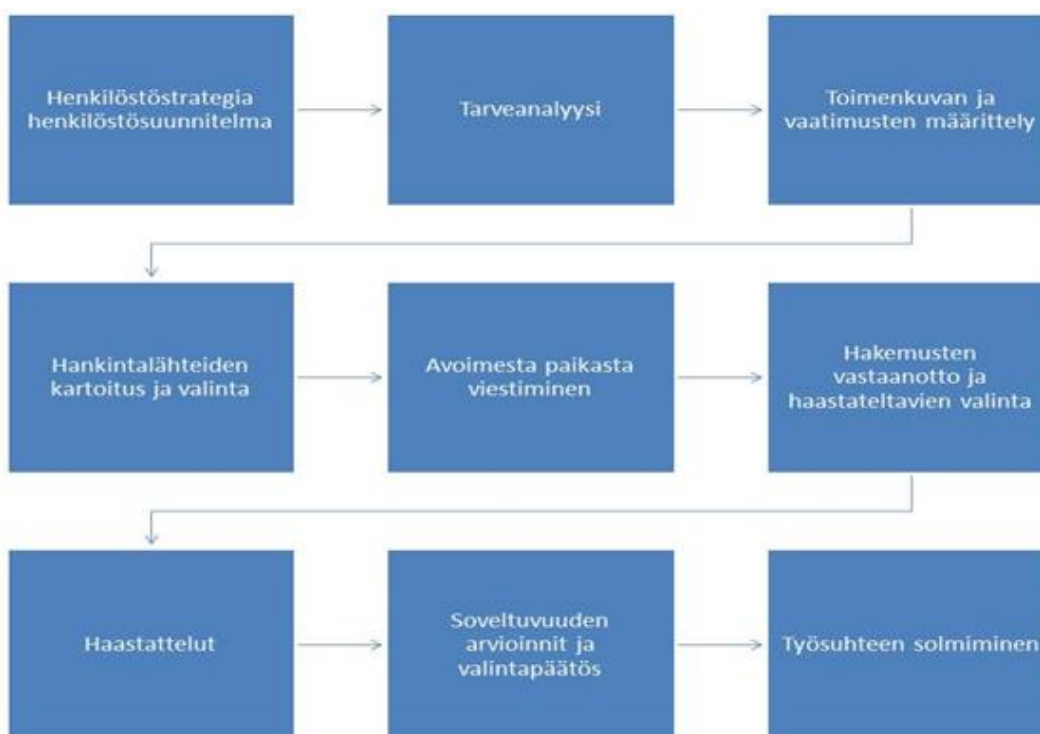 Henkilöstöstrategia
henkilöstösuunnitelma
Tarveanalyysi
Toimenkuvan ja
vaatimusten määrittely
Hankintalähteiden
kartoitus ja valinta
Avoimesta paikasta
viestiminen
Hakemusten
vastaanotto ja
haastateltavien valinta
Haastattelut
Soveltuvuuden
arvioinnit ja
valintapäätös
Työsuhteen solmiminen